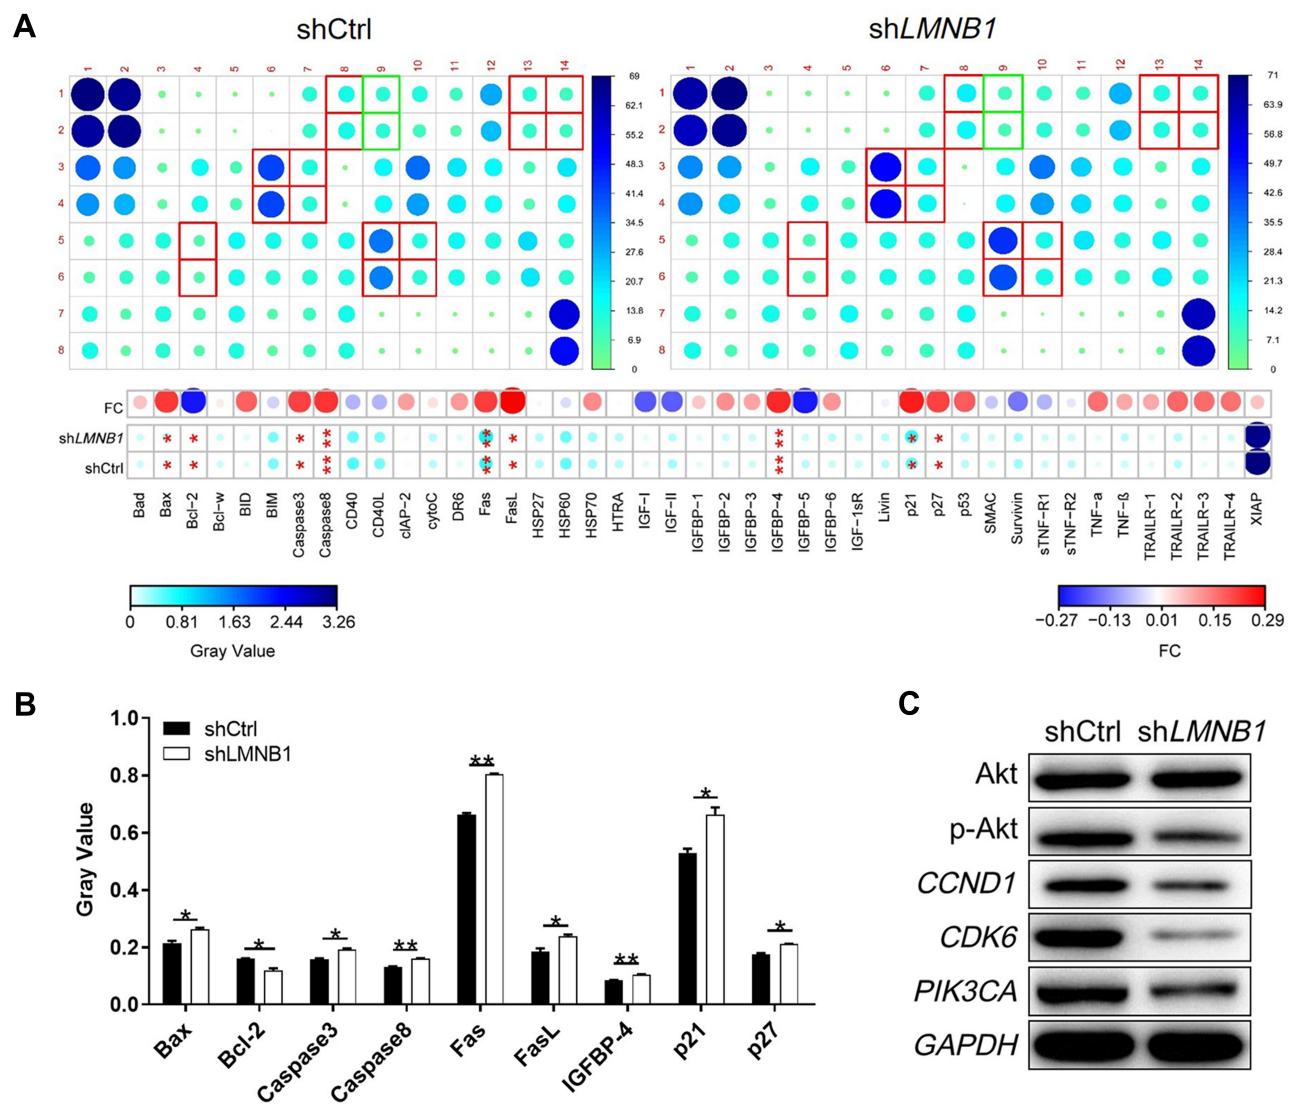 A
shCtrl
shLMNB1
1 2 3 4 5 6 7 8 9 10 11 12 13 14
1 2 3 4 5 6 7 8 9 10 11 12 13 14
1
2
3
4
5
6
7
8
69
62.1
55.2
48.3
41.4
34.5
27.6
20.7
13.8
6.9
0
1
2
3
4
5
6
7
8
71
63.9
56.8
49.7
42.6
35.5
28.4
21.3
14.2
7.1
0
FC
shLMNB1 * * * ** ** * ** * *
shCtrl * * * ** ** * ** * *
Bad
Bax
Bcl-2
Bcl-w
BID
BIM
Caspase3
Caspase8
CD40
CD40L
cIAP-2
cytoC
DR6
Fas
FasL
HSP27
HSP60
HSP70
HTRA
IGF-I
IGF-II
IGFBP-1
IGFBP-2
IGFBP-3
IGFBP-4
IGFBP-5
IGFBP-6
IGF-1sR
Livin
p21
p27
p53
SMAC
Survivin
sTNF-R1
sTNF-R2
TNF-a
TNF-ß
TRAILR-1
TRAILR-2
TRAILR-3
TRAILR-4
XIAP
0 0.81 1.63 2.44 3.26
Gray Value
−0.27 −0.13 0.01 0.15 0.29
FC
B
shCtrl
shLMNB1
Gray Value
1.0
0.8
0.6
0.4
0.2
0.0
* * * ** ** * ** * *
Bax
Bcl-2
Caspase3
Caspase8
Fas
FasL
IGFBP-4
p21
p27
C
shCtrl shLMNB1
Akt
p-Akt
CCND1
CDK6
PIK3CA
GAPDH